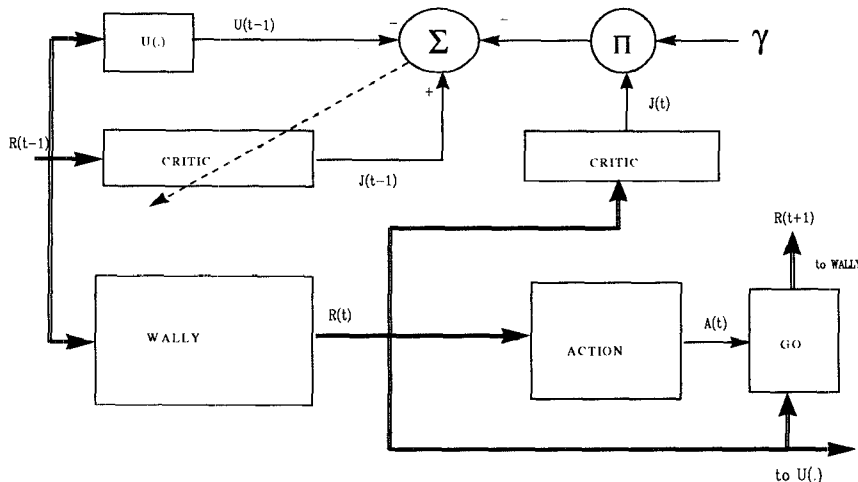 U(t-1)
U(.)
−
Σ
−
Π
γ
+
J(t)
R(t-1)
CRITIC
J(t-1)
CRITIC
R(t+1)
to WALLY
R(t)
A(t)
WALLY
ACTION
GO
to U(.)